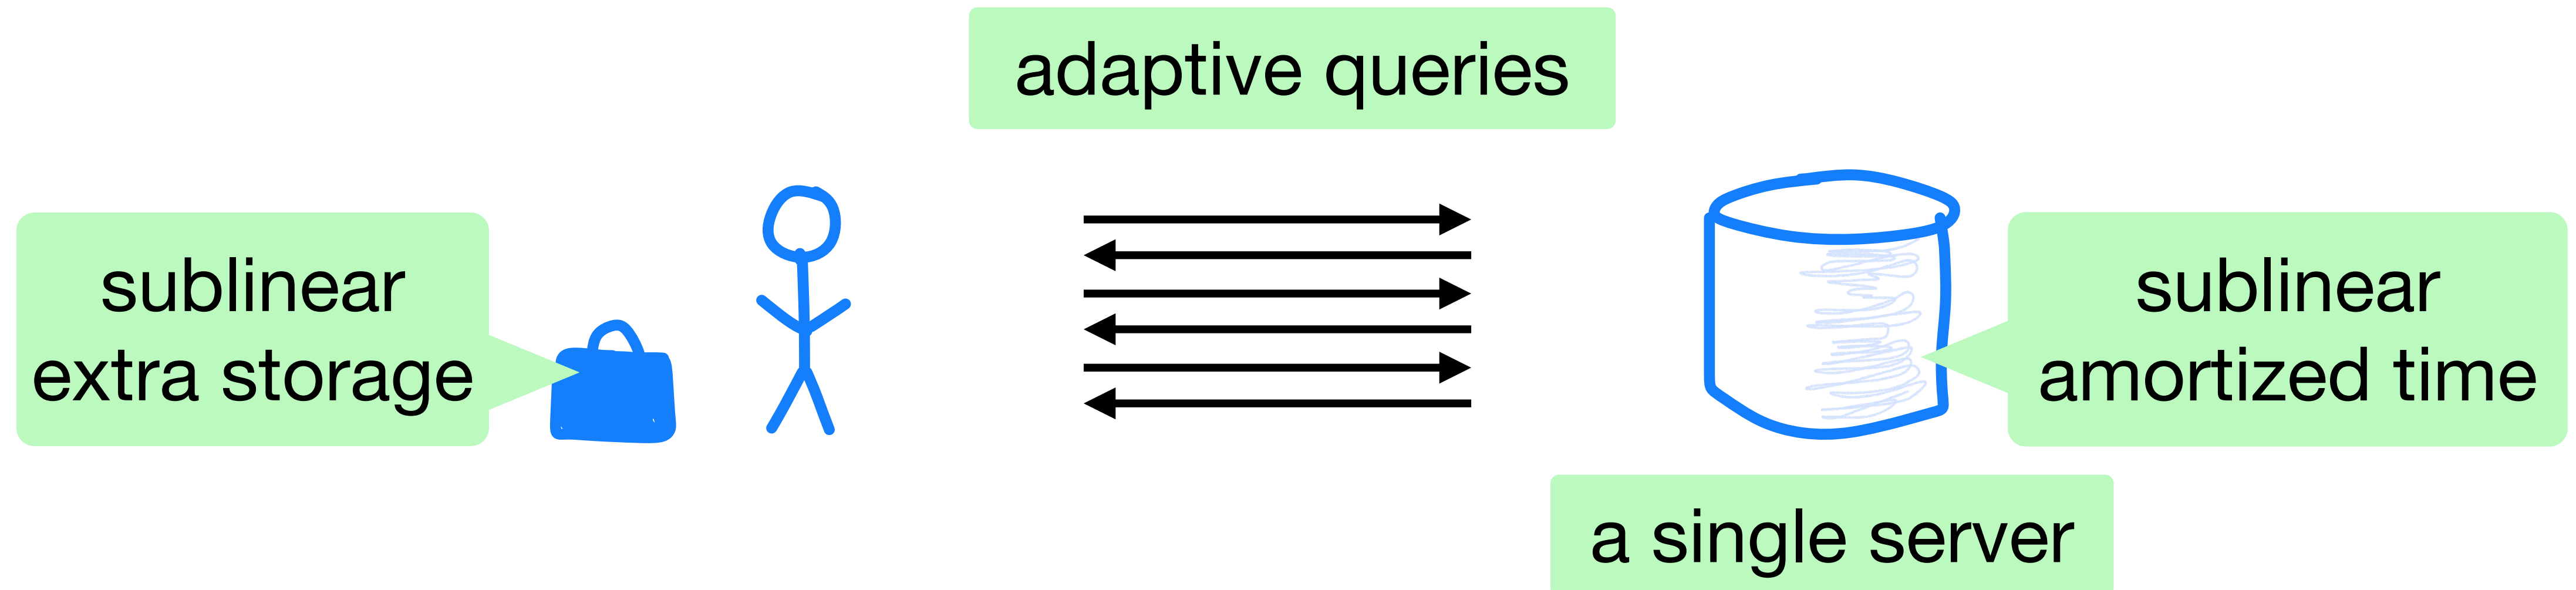 adaptive queries
sublinear
extra storage
sublinear
amortized time
a single server